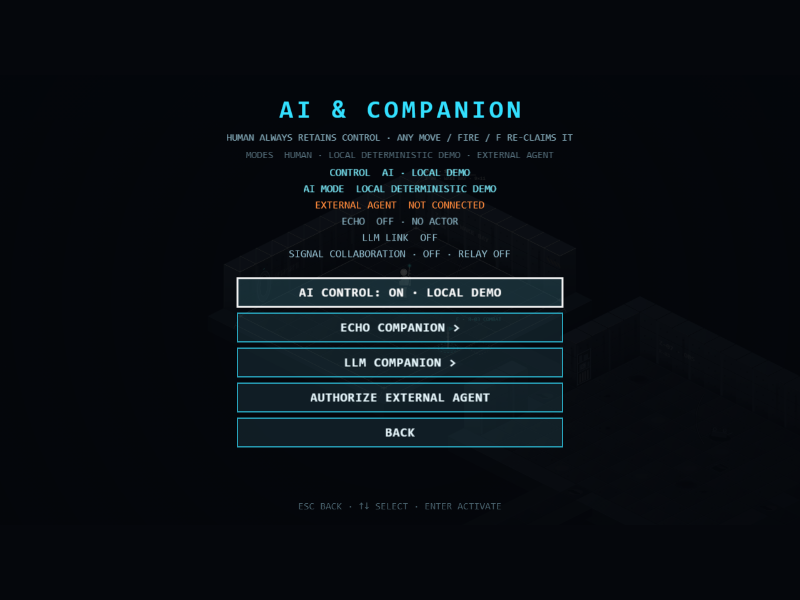 AI & COMPANION
HUMAN ALWAYS RETAINS CONTROL · ANY MOVE / FIRE / F RE-CLAIMS IT
MODES  HUMAN · LOCAL DETERMINISTIC DEMO · EXTERNAL AGENT
CONTROL  AI · LOCAL DEMO
AI MODE  LOCAL DETERMINISTIC DEMO
EXTERNAL AGENT  NOT CONNECTED
ECHO  OFF · NO ACTOR
LLM LINK  OFF
SIGNAL COLLABORATION · OFF · RELAY OFF
AI CONTROL: ON · LOCAL DEMO
ECHO COMPANION >
LLM COMPANION >
AUTHORIZE EXTERNAL AGENT
BACK
ESC BACK · ↑↓ SELECT · ENTER ACTIVATE